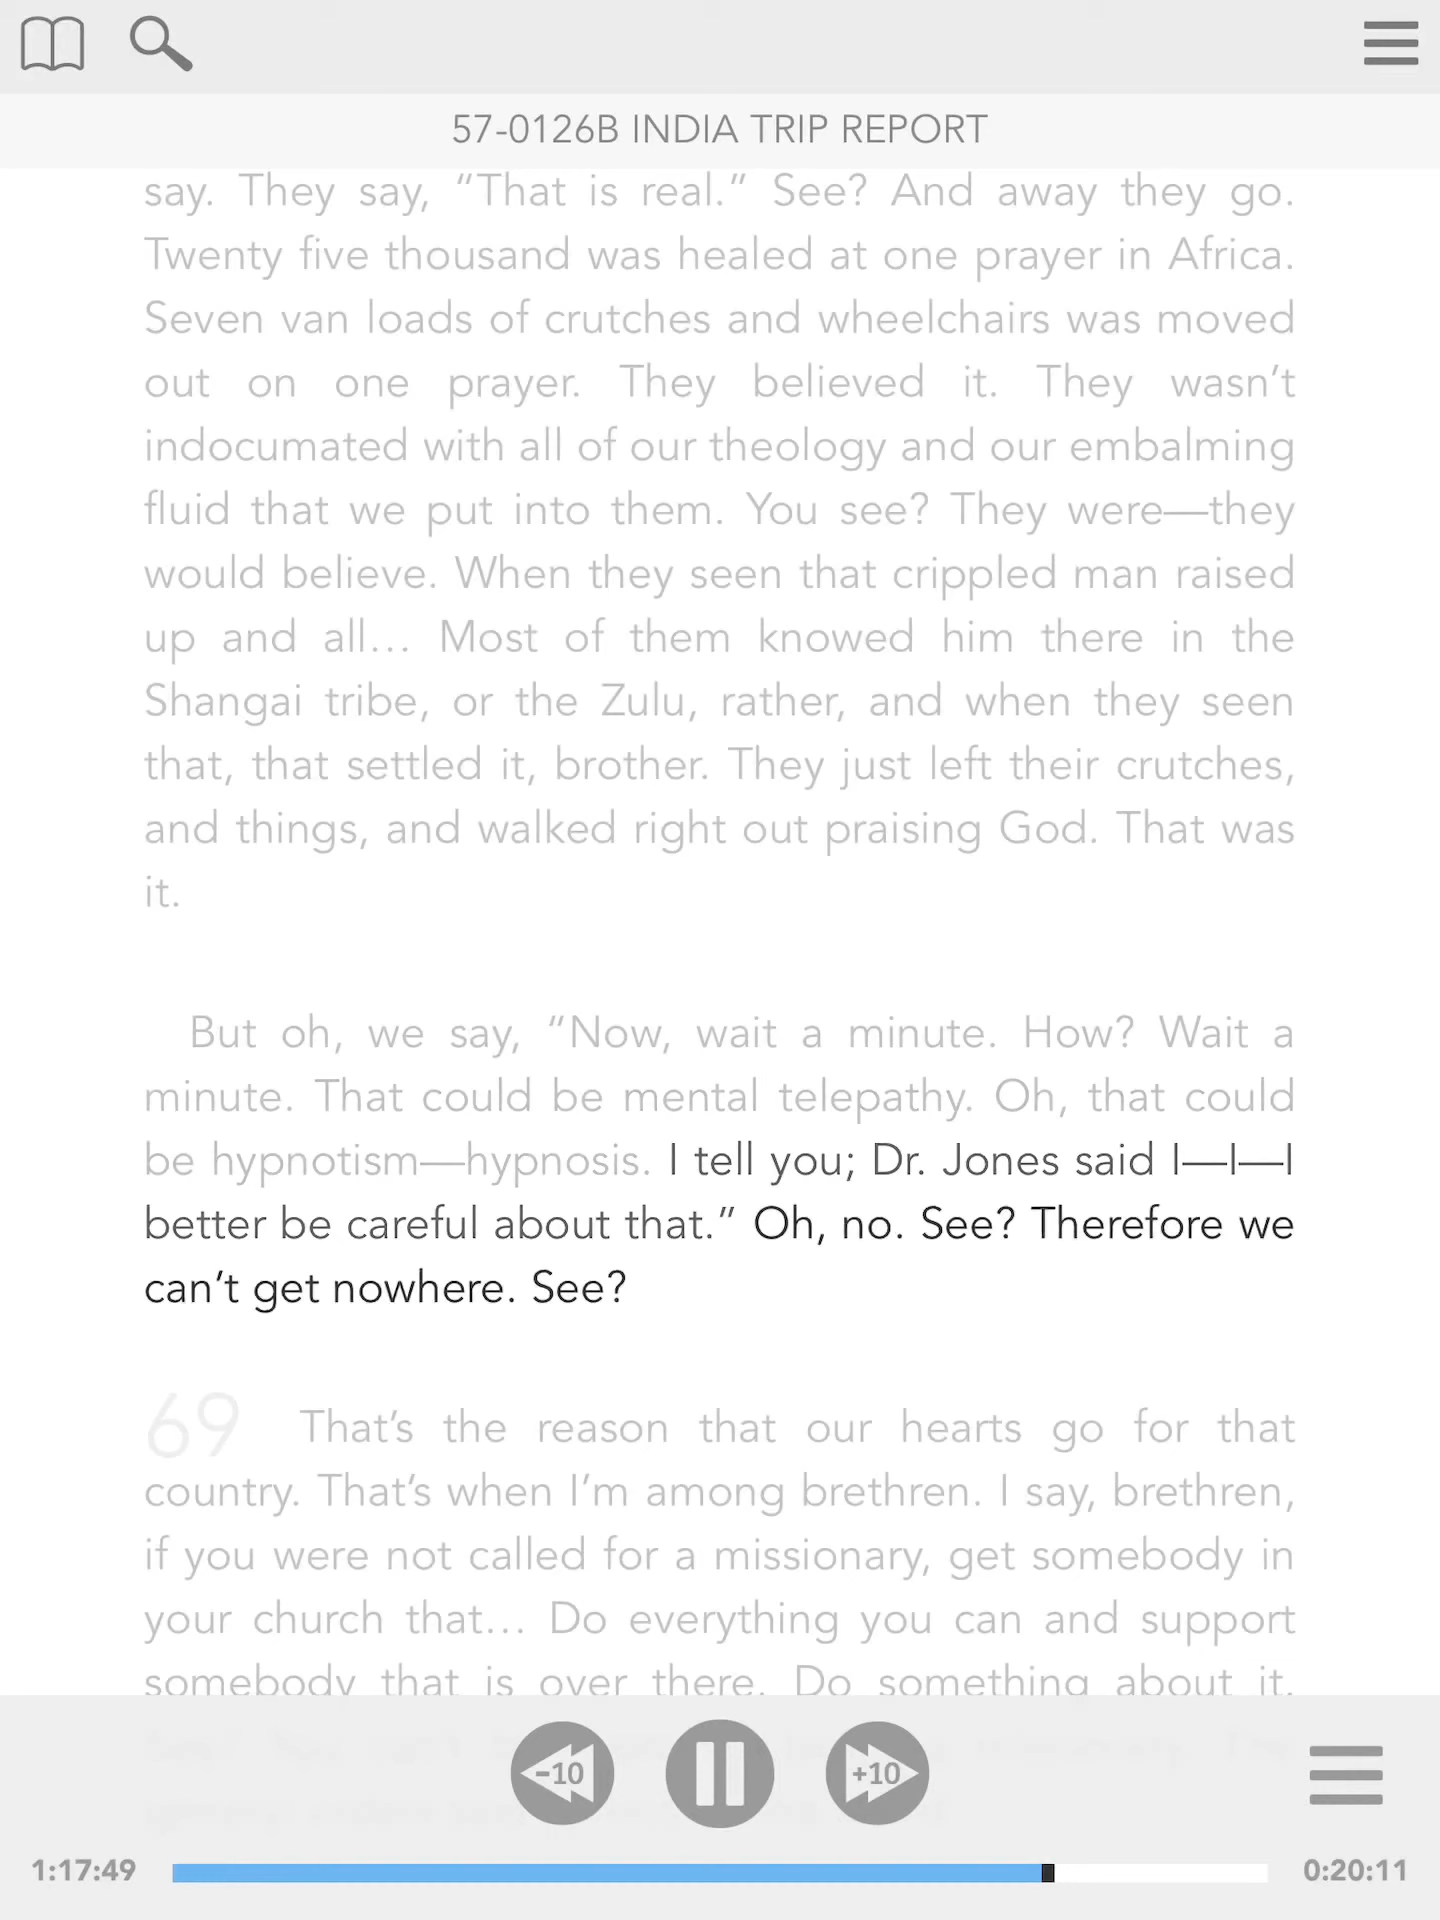 57-0126B INDIA TRIP REPORT
say. They say, “That is real.” See? And away they go.
Twenty five thousand was healed at one prayer in Africa.
Seven van loads of crutches and wheelchairs was moved
out on one prayer. They believed it. They wasn’t
indocumated with all of our theology and our embalming
fluid that we put into them. You see? They were—they
would believe. When they seen that crippled man raised
up and all… Most of them knowed him there in the
Shangai tribe, or the Zulu, rather, and when they seen
that, that settled it, brother. They just left their crutches,
and things, and walked right out praising God. That was
it.
But oh, we say, “Now, wait a minute. How? Wait a
minute. That could be mental telepathy. Oh, that could
be hypnotism—hypnosis. I tell you; Dr. Jones said I—I—I
better be careful about that.” Oh, no. See? Therefore we
can’t get nowhere. See?
69 That’s the reason that our hearts go for that
country. That’s when I’m among brethren. I say, brethren,
if you were not called for a missionary, get somebody in
your church that… Do everything you can and support
somebody that is over there. Do something about it.
-10 +10
1:17:49 0:20:11